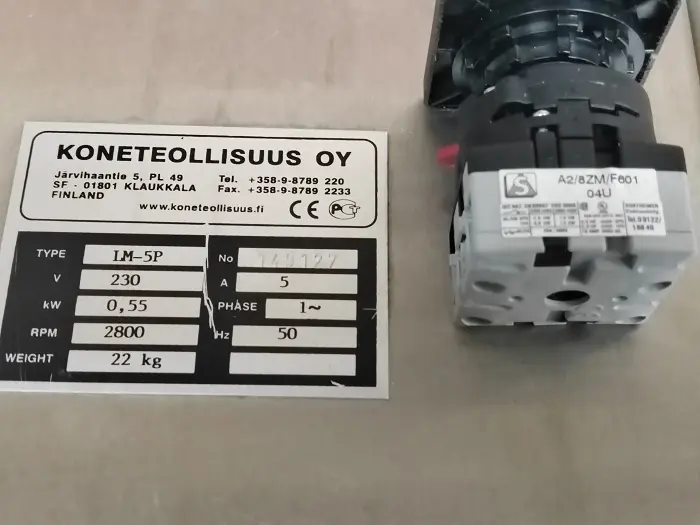 KONETEOLLISUUS OY
Järvihaantie 5, PL 49 Tel. +358-9-8789 220
SF - 01801 KLAUKKALA Fax. +358-9-8789 2233
FINLAND
www.koneteollisuus.fi CE
TYPE LM-5P No
V 230 A 5
kW 0,55 PHASE 1~
RPM 2800 Hz 50
WEIGHT 22 kg
S A2/8ZM/F601
04U